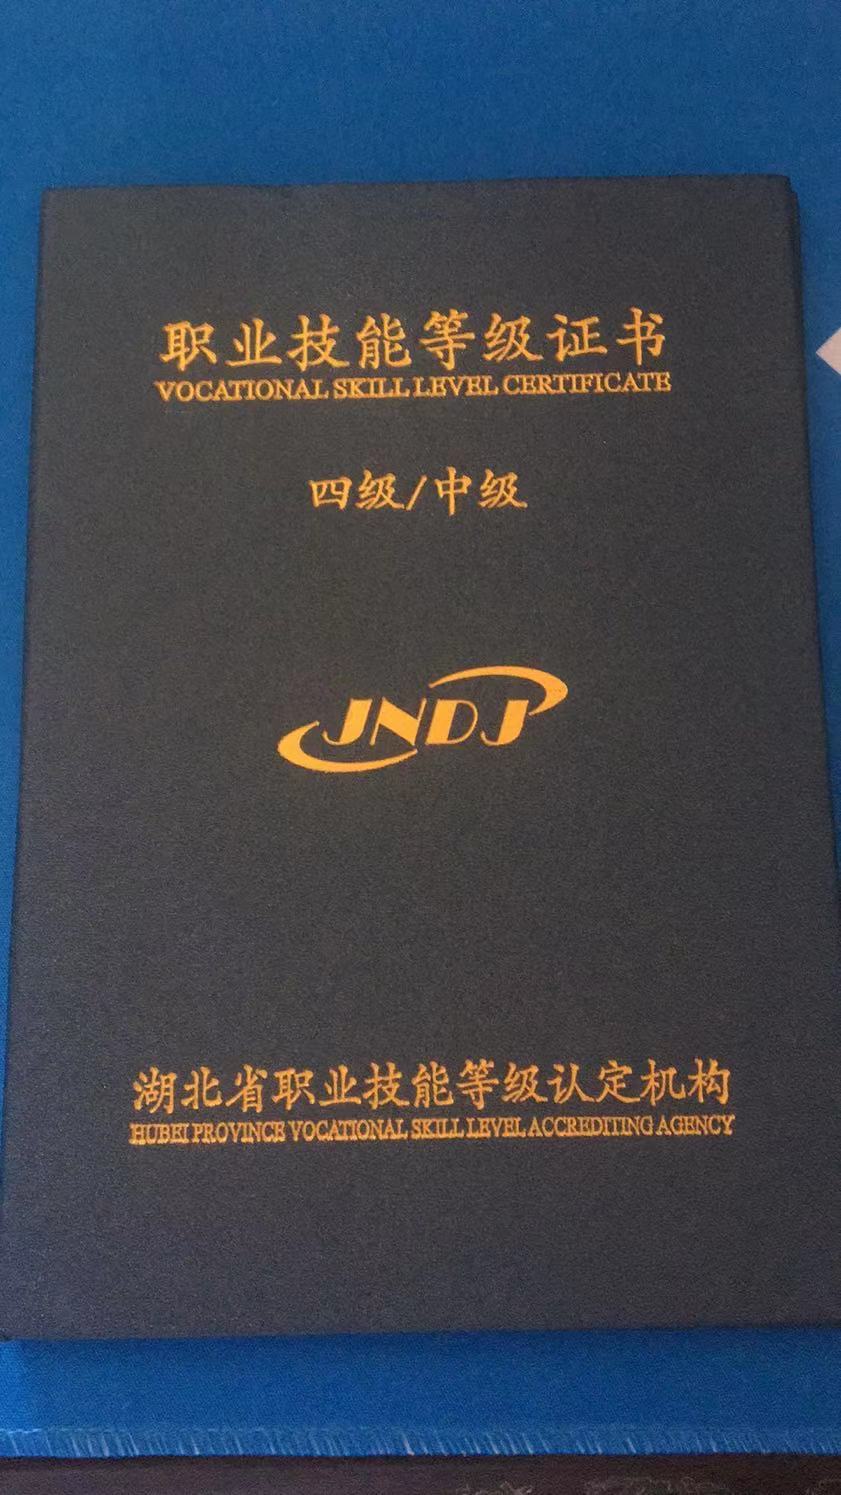 职业技能等级证书
VOCATIONAL SKILL LEVEL CERTIFICATE
四级/中级
JNDJ
湖北省职业技能等级认定机构
HUBEI PROVINCE VOCATIONAL SKILL LEVEL ACCREDITING AGENCY